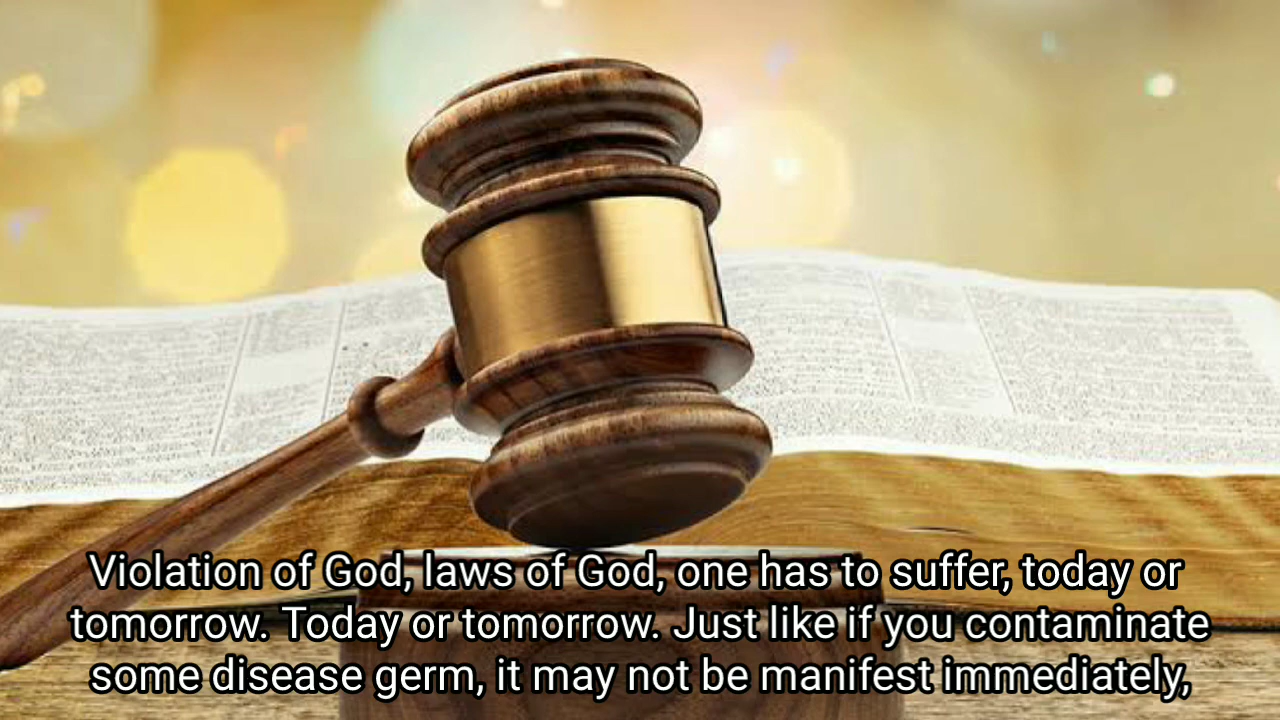 Violation of God, laws of God, one has to suffer, today or
tomorrow. Today or tomorrow. Just like if you contaminate
some disease germ, it may not be manifest immediately,